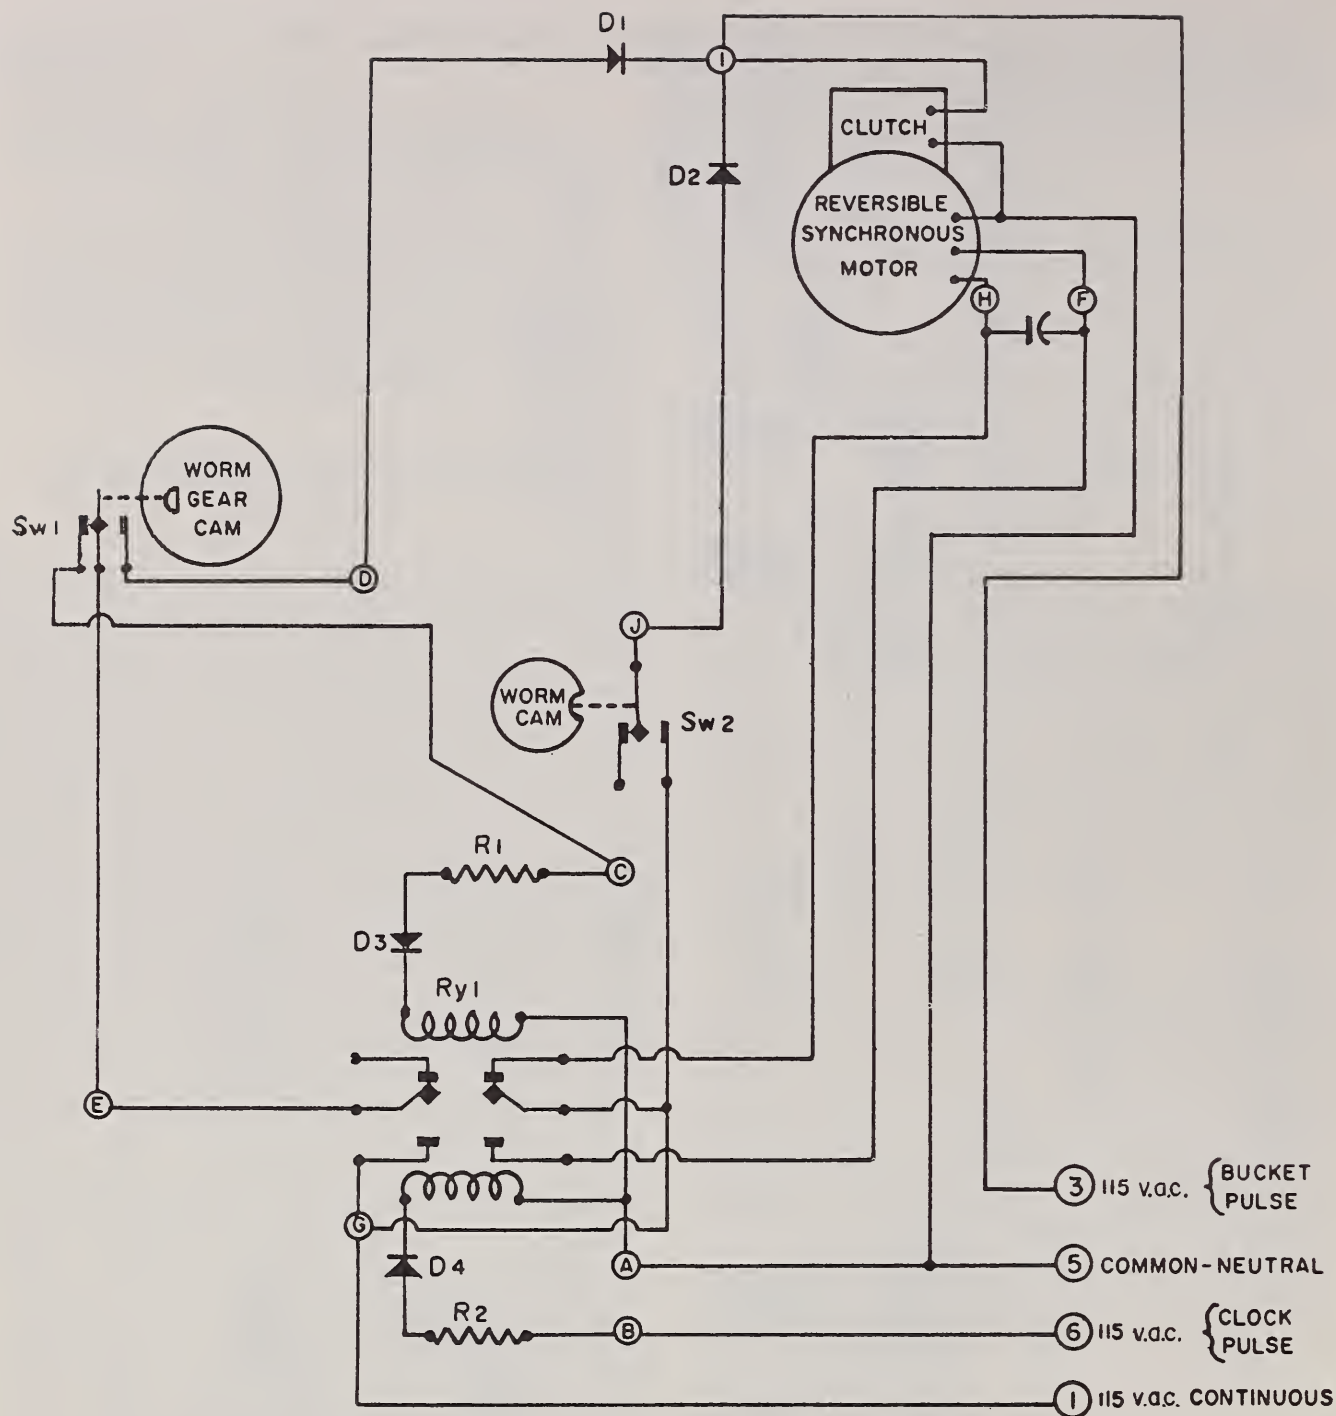 D1
I
CLUTCH
D2
REVERSIBLE
SYNCHRONOUS
MOTOR
H
F
WORM
GEAR
CAM
Sw1
D
J
WORM
CAM
Sw2
R1
C
D3
Ry1
E
3 115 v.a.c. { BUCKET
PULSE
G
D4
A
5 COMMON-NEUTRAL
R2
B
6 115 v.a.c. { CLOCK
PULSE
1 115 v.a.c. CONTINUOUS